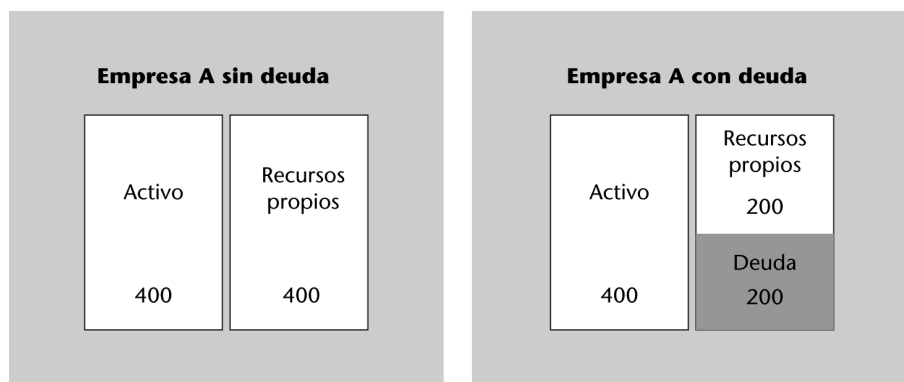 Empresa A sin deuda
Activo
400
Recursos
propios
400
Empresa A con deuda
Activo
400
Recursos
propios
200
Deuda
200